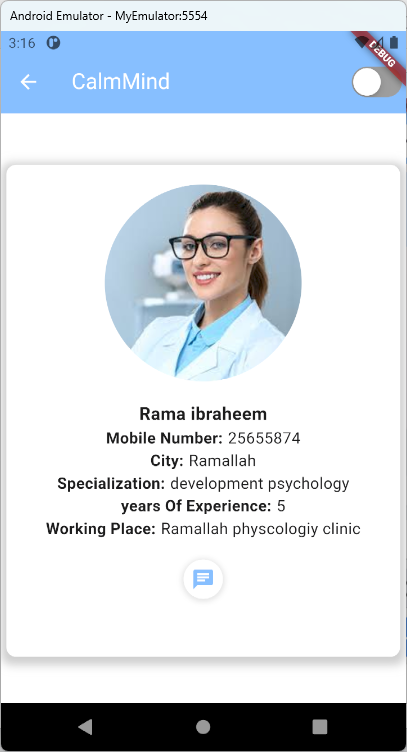 Android Emulator - MyEmulator:5554
3:16
DEBUG
CalmMind
Rama ibraheem
Mobile Number: 25655874
City: Ramallah
Specialization: development psychology
years Of Experience: 5
Working Place: Ramallah physcologiy clinic